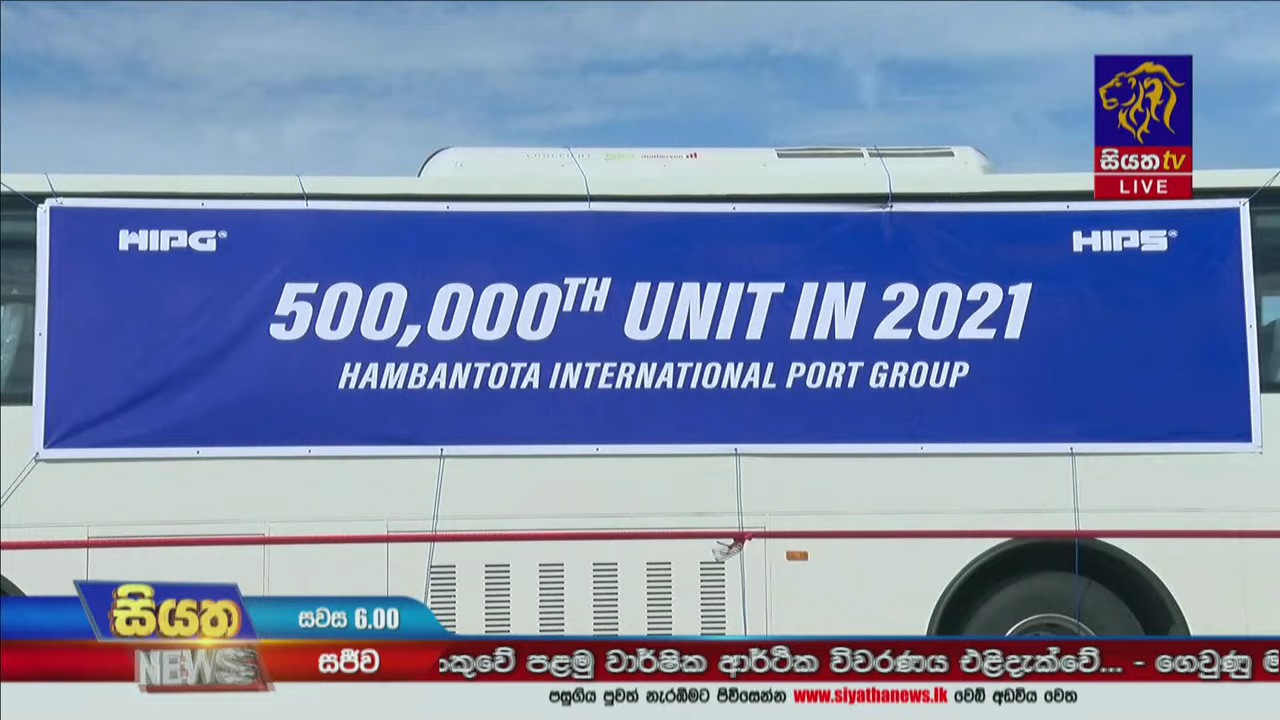 සියත tv
LIVE
HIPG
HIPS
500,000TH UNIT IN 2021
HAMBANTOTA INTERNATIONAL PORT GROUP
සියත
NEWS
සවස 6.00
සජීව
ංකුවේ පළමු වාර්ෂික ආර්ථික විවරණය එළිදැක්වේ... - ගෙවුණු ම
පසුගිය පුවත් නැරඹීමට පිවිසෙන්න www.siyathanews.lk වෙබ් අඩවිය වෙත